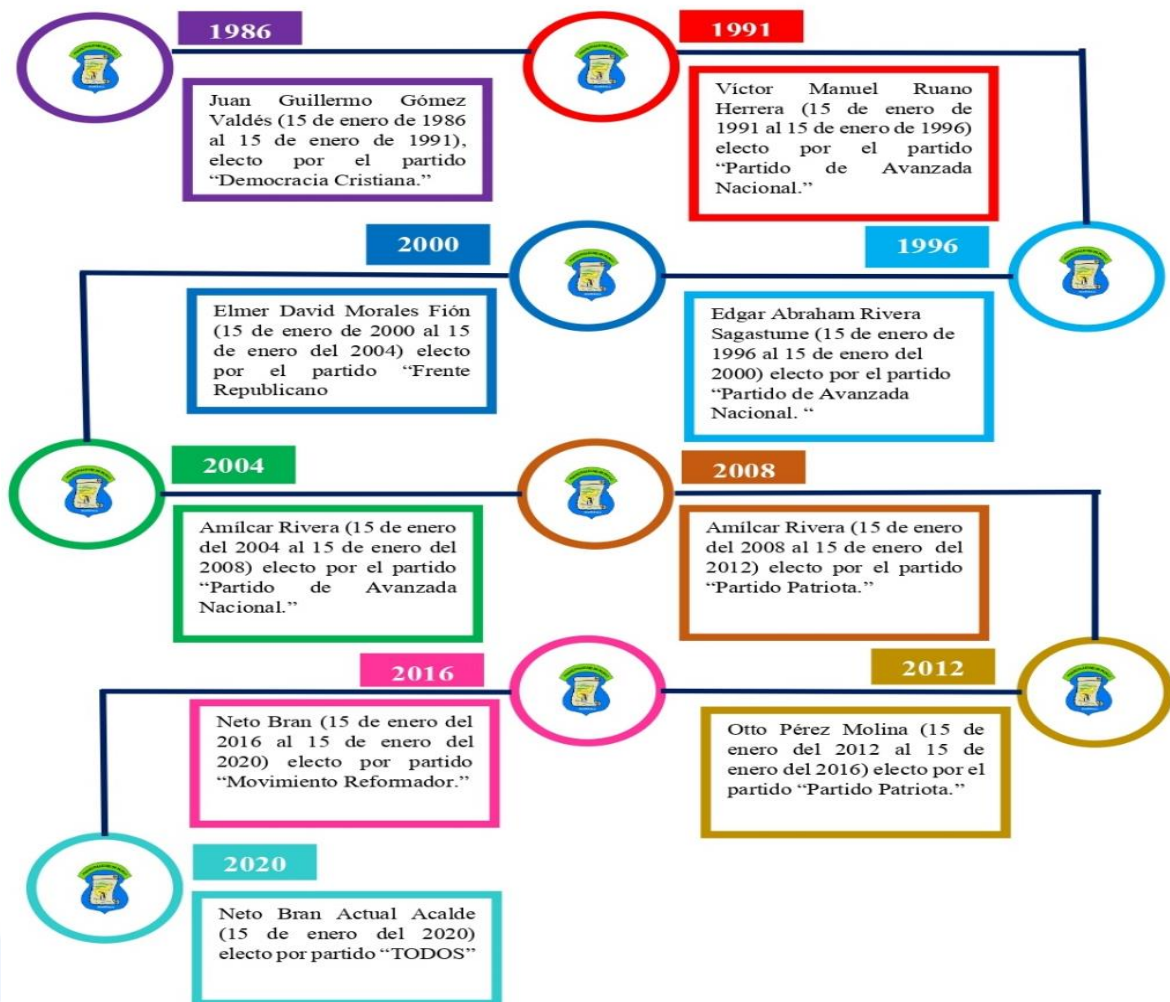 1986
Juan Guillermo Gómez
Valdés (15 de enero de 1986
al 15 de enero de 1991),
electo por el partido
“Democracia Cristiana.”
1991
Víctor Manuel Ruano
Herrera (15 de enero de
1991 al 15 de enero de 1996)
electo por el partido
“Partido de Avanzada
Nacional.”
1996
Edgar Abraham Rivera
Sagastume (15 de enero de
1996 al 15 de enero del
2000) electo por el partido
“Partido de Avanzada
Nacional. “
2000
Elmer David Morales Fión
(15 de enero de 2000 al 15
de enero del 2004) electo
por el partido “Frente
Republicano
2004
Amílcar Rivera (15 de enero
del 2004 al 15 de enero del
2008) electo por el partido
“Partido de Avanzada
Nacional.”
2008
Amílcar Rivera (15 de enero
del 2008 al 15 de enero del
2012) electo por el partido
“Partido Patriota.”
2012
Otto Pérez Molina (15 de
enero del 2012 al 15 de
enero del 2016) electo por el
partido “Partido Patriota.”
2016
Neto Bran (15 de enero del
2016 al 15 de enero del
2020) electo por partido
“Movimiento Reformador.”
2020
Neto Bran Actual Acalde
(15 de enero del 2020)
electo por partido “TODOS”